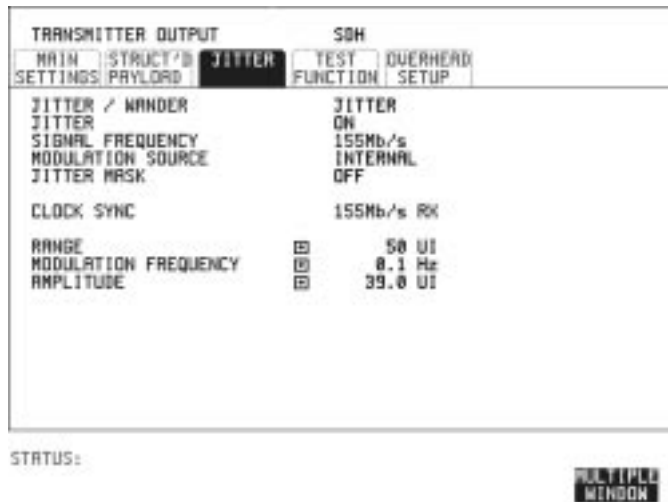 TRANSMITTER OUTPUT SDH
MAIN SETTINGS STRUCT'D PAYLOAD JITTER TEST FUNCTION OVERHEAD SETUP
JITTER / WANDER JITTER
JITTER ON
SIGNAL FREQUENCY 155Mb/s
MODULATION SOURCE INTERNAL
JITTER MASK OFF
CLOCK SYNC 155Mb/s RX
RANGE 50 UI
MODULATION FREQUENCY 0.1 Hz
AMPLITUDE 39.0 UI
STATUS:
MULTIPLE
WINDOW